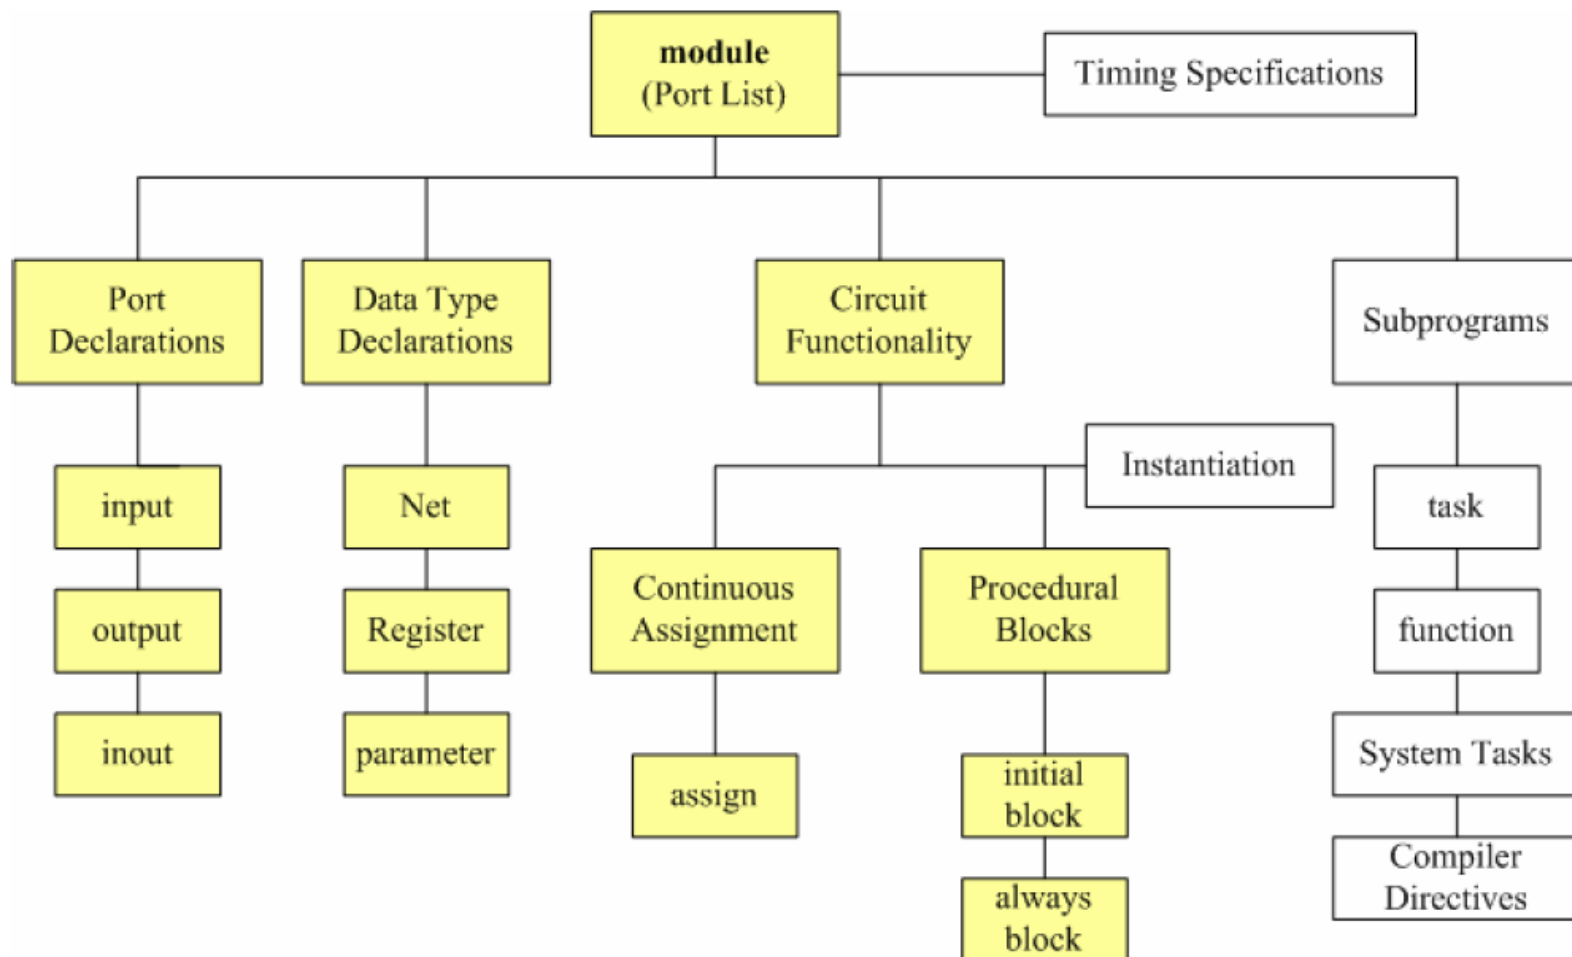 module
(Port List)
Timing Specifications
Port
Declarations
Data Type
Declarations
Circuit
Functionality
Subprograms
input
output
inout
Net
Register
parameter
Instantiation
Continuous
Assignment
assign
Procedural
Blocks
initial
block
always
block
task
function
System Tasks
Compiler
Directives